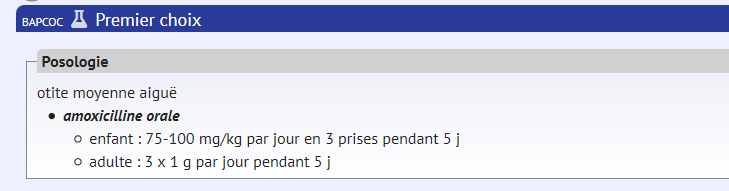 BAPCOC Premier choix
Posologie
otite moyenne aiguë
• amoxicilline orale
○ enfant : 75-100 mg/kg par jour en 3 prises pendant 5 j
○ adulte : 3 x 1 g par jour pendant 5 j